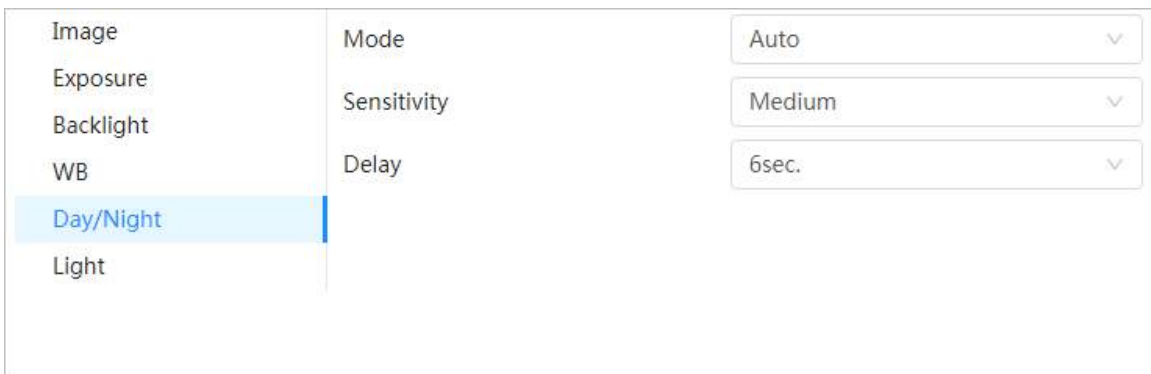 Image
Exposure
Backlight
WB
Day/Night
Light
Mode
Auto
Sensitivity
Medium
Delay
6sec.